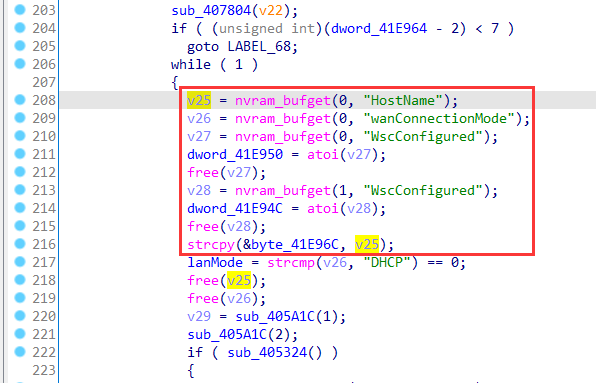 203 sub_407804(v22);
204 if ( (unsigned int)(dword_41E964 - 2) < 7 )
205 goto LABEL_68;
206 while ( 1 )
207 {
208 v25 = nvram_bufget(0, "HostName");
209 v26 = nvram_bufget(0, "wanConnectionMode");
210 v27 = nvram_bufget(0, "WscConfigured");
211 dword_41E950 = atoi(v27);
212 free(v27);
213 v28 = nvram_bufget(1, "WscConfigured");
214 dword_41E94C = atoi(v28);
215 free(v28);
216 strcpy(&byte_41E96C, v25);
217 lanMode = strcmp(v26, "DHCP") == 0;
218 free(v25);
219 free(v26);
220 v29 = sub_405A1C(1);
221 sub_405A1C(2);
222 if ( sub_405324() )
223 {